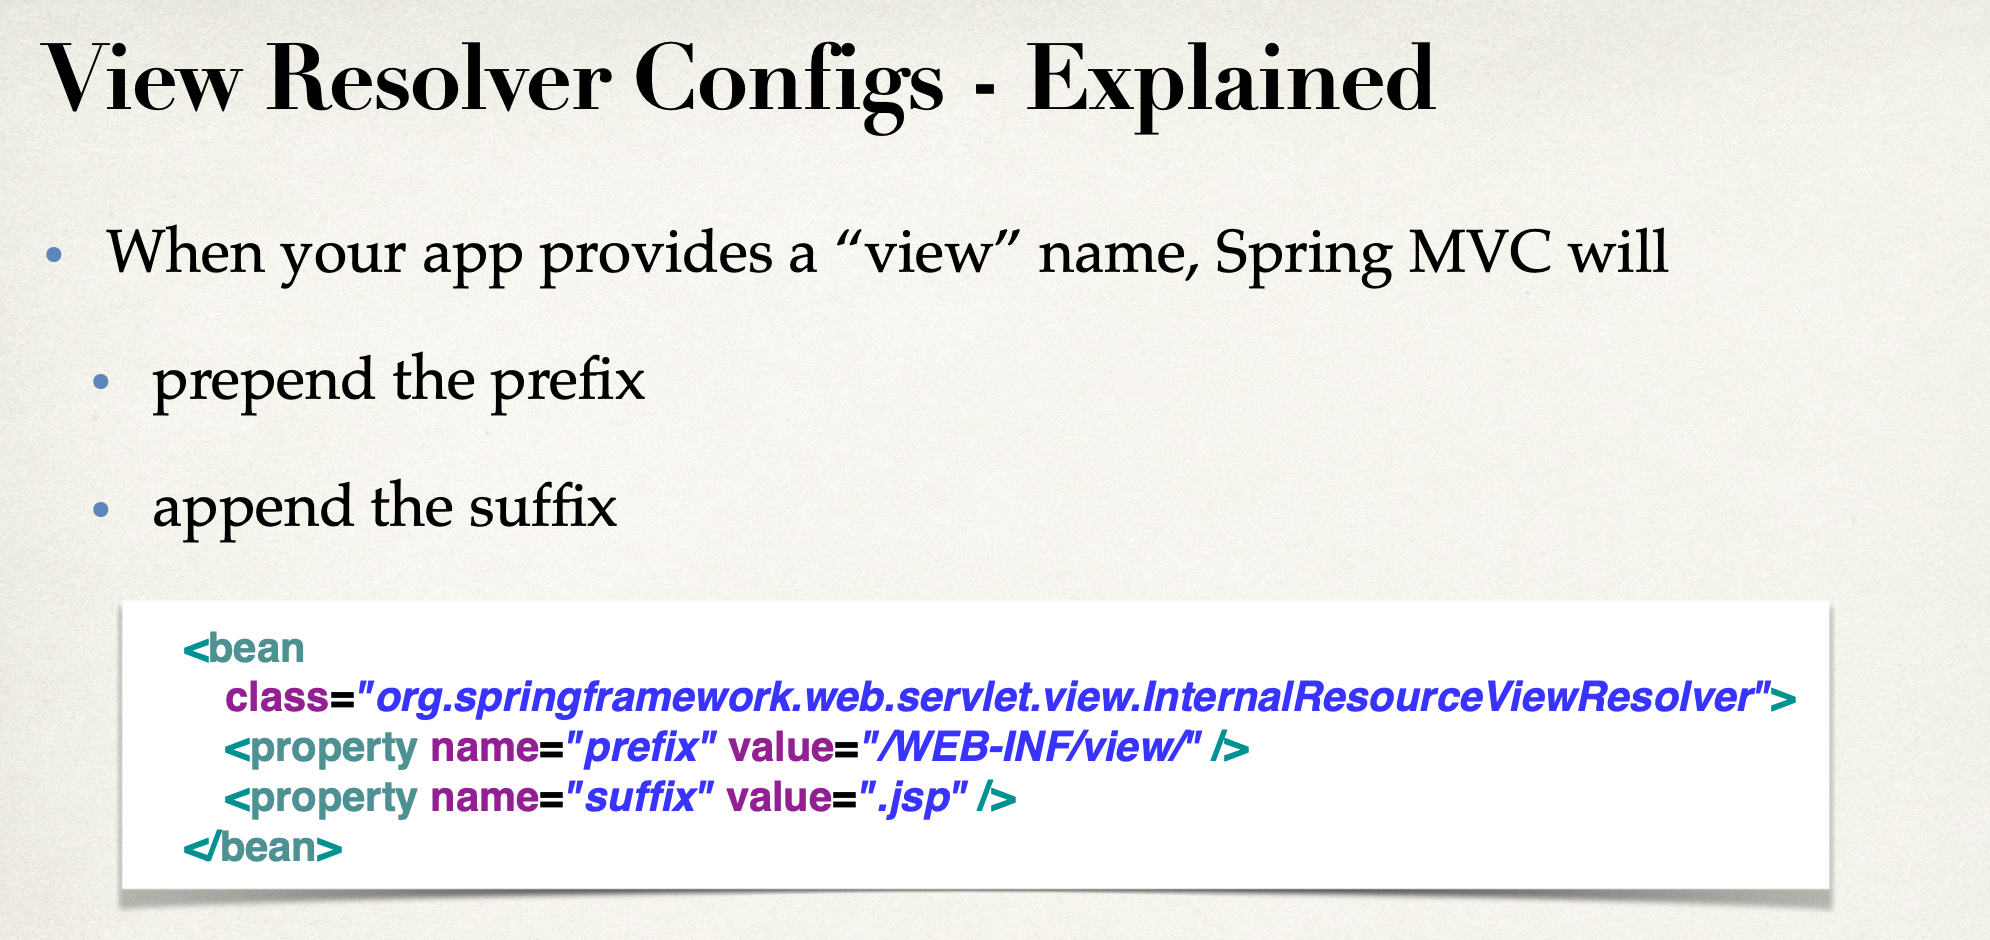 View Resolver Configs - Explained
• When your app provides a “view” name, Spring MVC will
• prepend the prefix
• append the suffix
<bean
class="org.springframework.web.servlet.view.InternalResourceViewResolver">
<property name="prefix" value="/WEB-INF/view/" />
<property name="suffix" value=".jsp" />
</bean>